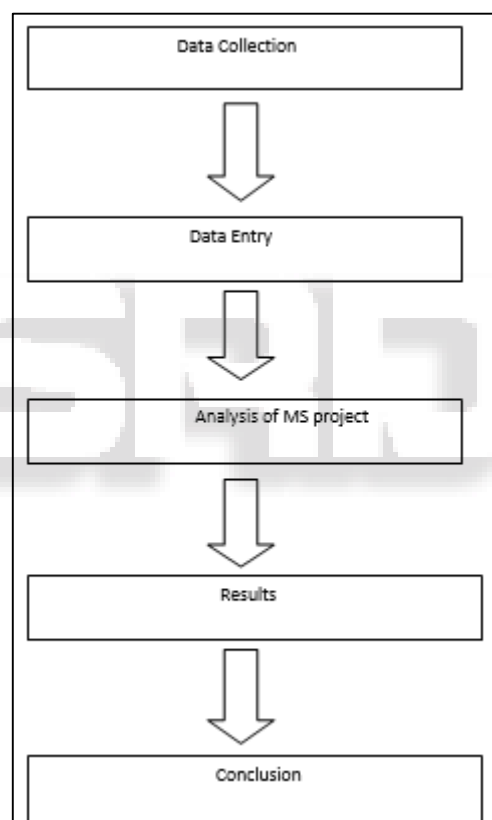 Data Collection
Data Entry
Analysis of MS project
Results
Conclusion